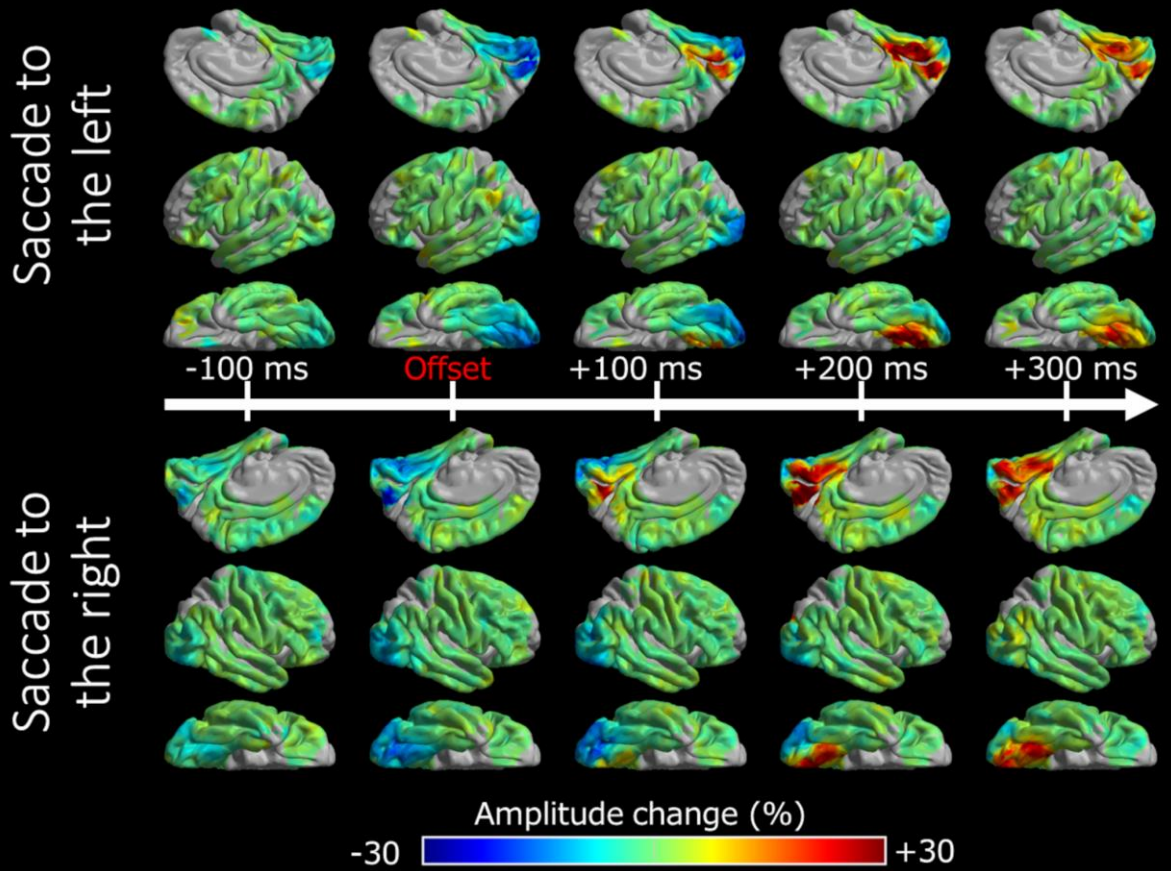 Saccade to
the left
-100 ms
Offset
+100 ms
+200 ms
+300 ms
Saccade to
the right
Amplitude change (%)
-30
+30